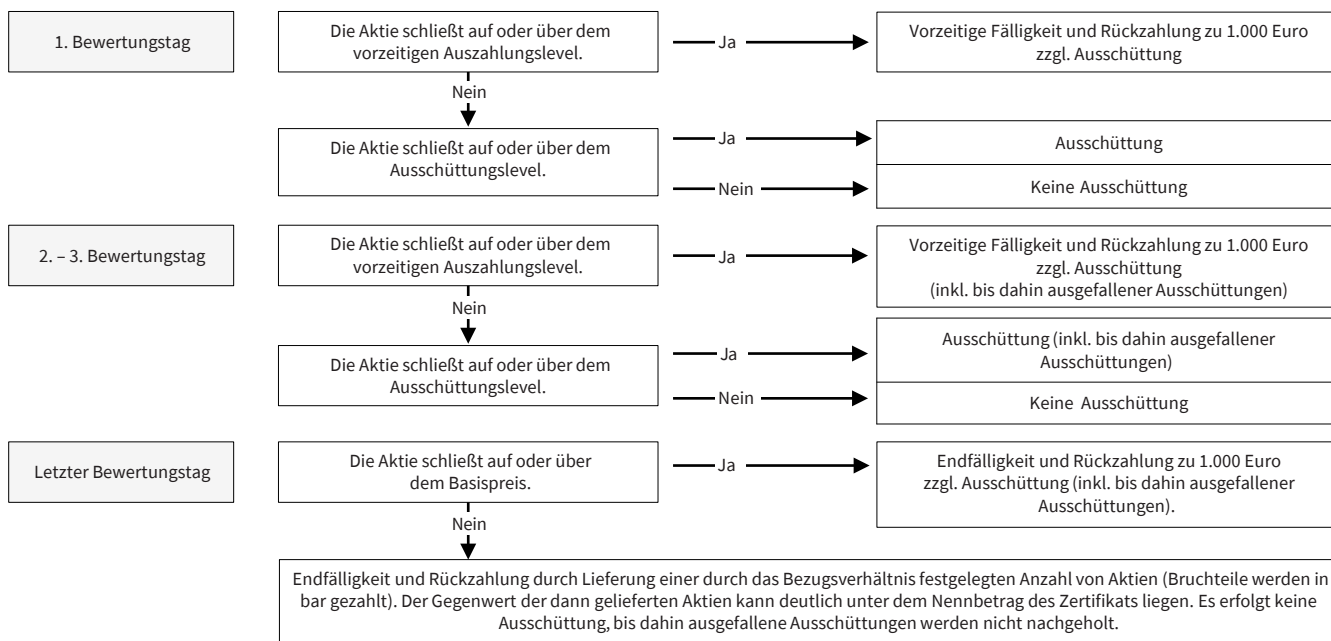 1. Bewertungstag
Die Aktie schließt auf oder über dem
vorzeitigen Auszahlungslevel.
Ja
Vorzeitige Fälligkeit und Rückzahlung zu 1.000 Euro
zzgl. Ausschüttung
Nein
Die Aktie schließt auf oder über dem
Ausschüttungslevel.
Ja
Ausschüttung
Nein
Keine Ausschüttung
2. – 3. Bewertungstag
Die Aktie schließt auf oder über dem
vorzeitigen Auszahlungslevel.
Ja
Vorzeitige Fälligkeit und Rückzahlung zu 1.000 Euro
zzgl. Ausschüttung
(inkl. bis dahin ausgefallener Ausschüttungen)
Nein
Die Aktie schließt auf oder über dem
Ausschüttungslevel.
Ja
Ausschüttung (inkl. bis dahin ausgefallener
Ausschüttungen)
Nein
Keine Ausschüttung
Letzter Bewertungstag
Die Aktie schließt auf oder über
dem Basispreis.
Ja
Endfälligkeit und Rückzahlung zu 1.000 Euro
zzgl. Ausschüttung (inkl. bis dahin ausgefallener
Ausschüttungen).
Nein
Endfälligkeit und Rückzahlung durch Lieferung einer durch das Bezugsverhältnis festgelegten Anzahl von Aktien (Bruchteile werden in
bar gezahlt). Der Gegenwert der dann gelieferten Aktien kann deutlich unter dem Nennbetrag des Zertifikats liegen. Es erfolgt keine
Ausschüttung, bis dahin ausgefallene Ausschüttungen werden nicht nachgeholt.